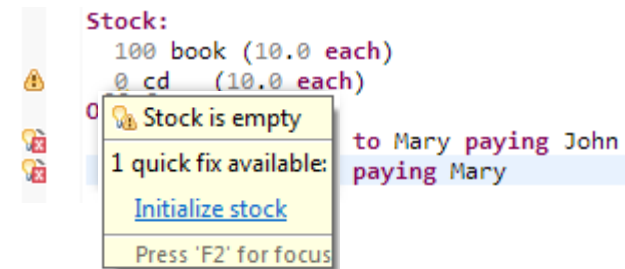 Stock:
100 book (10.0 each)
0 cd (10.0 each)
O
Stock is empty
to Mary paying John
1 quick fix available:
paying Mary
Initialize stock
Press 'F2' for focus